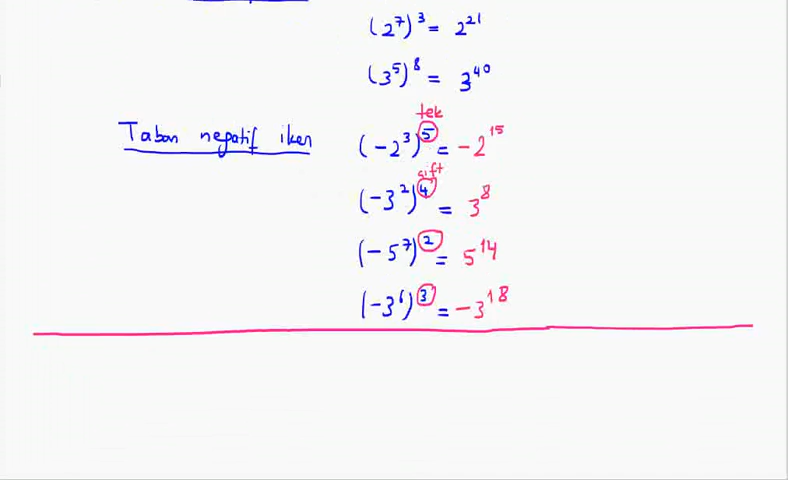 (2⁷)³ = 2²¹
(3⁵)⁸ = 3⁴⁰
tek
Taban negatif iken (-2³)⁵ = -2¹⁵
çift
(-3²)⁴ = 3⁸
(-5⁷)² = 5¹⁴
(-3⁶)³ = -3¹⁸